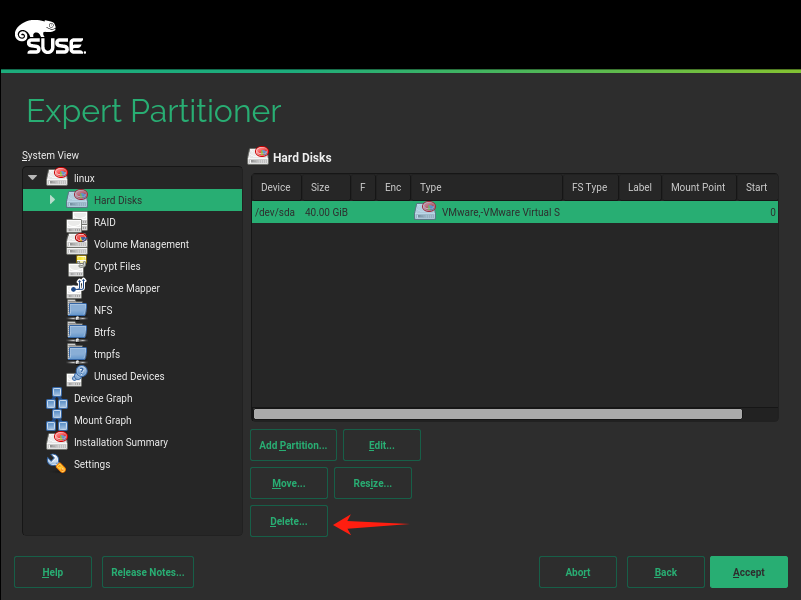 SUSE.
Expert Partitioner
System View
linux
Hard Disks
RAID
Volume Management
Crypt Files
Device Mapper
NFS
Btrfs
tmpfs
Unused Devices
Device Graph
Mount Graph
Installation Summary
Settings
Hard Disks
Device Size F Enc Type FS Type Label Mount Point Start
/dev/sda 40.00 GiB VMware,-VMware Virtual S 0
Add Partition... Edit...
Move... Resize...
Delete...
Help Release Notes... Abort Back Accept